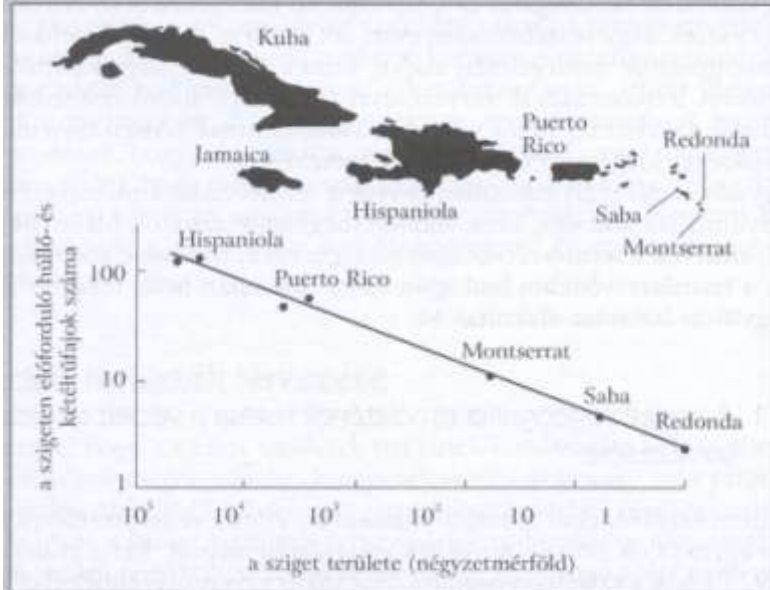 Kuba
Puerto
Rico
Redonda
Jamaica
Hispaniola
Saba
Montserrat
a szigeten előforduló hüllő- és
kétéltűfajok száma
100
10
1
Hispaniola
Puerto Rico
Montserrat
Saba
Redonda
10⁵ 10⁴ 10³ 10² 10 1
a sziget területe (négyzetmérföld)